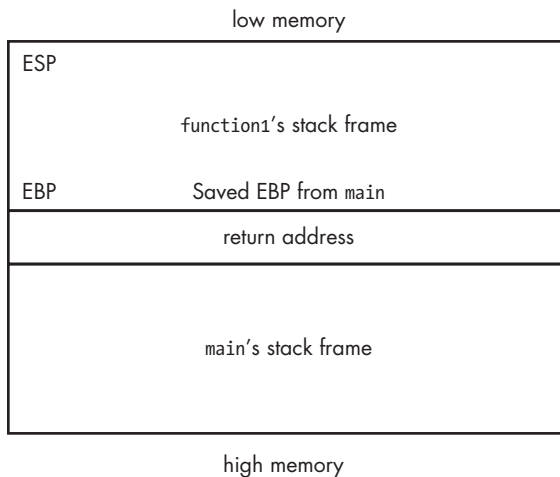 low memory
ESP
function1's stack frame
EBP Saved EBP from main
return address
main's stack frame
high memory